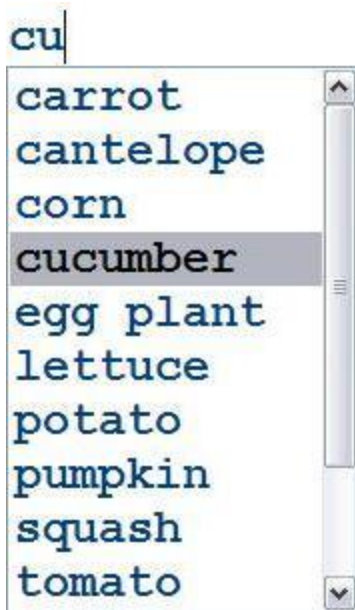 cu
carrot
cantelope
corn
cucumber
egg plant
lettuce
potato
pumpkin
squash
tomato